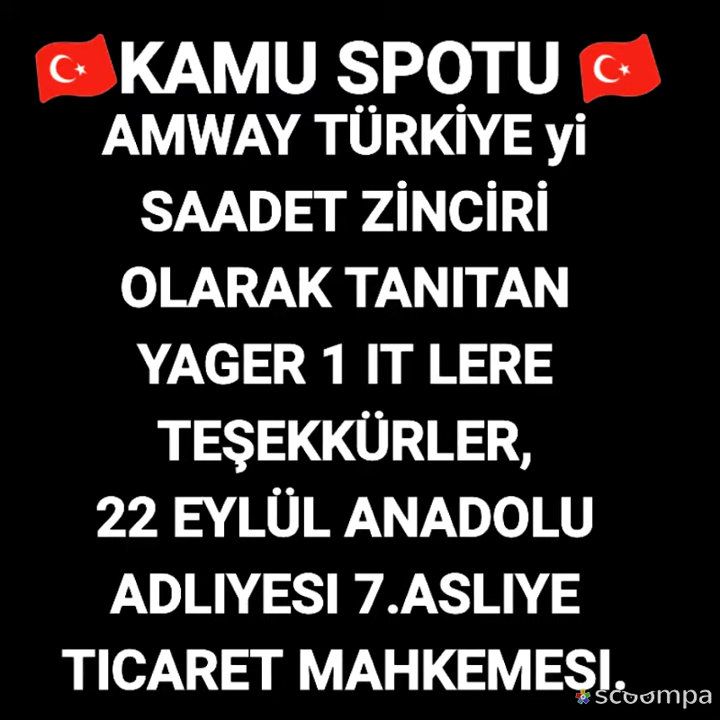 🇹🇷KAMU SPOTU 🇹🇷
AMWAY TÜRKİYE yi
SAADET ZİNCİRİ
OLARAK TANITAN
YAGER 1 IT LERE
TEŞEKKÜRLER,
22 EYLÜL ANADOLU
ADLIYESI 7.ASLIYE
TICARET MAHKEMESI.
scoompa